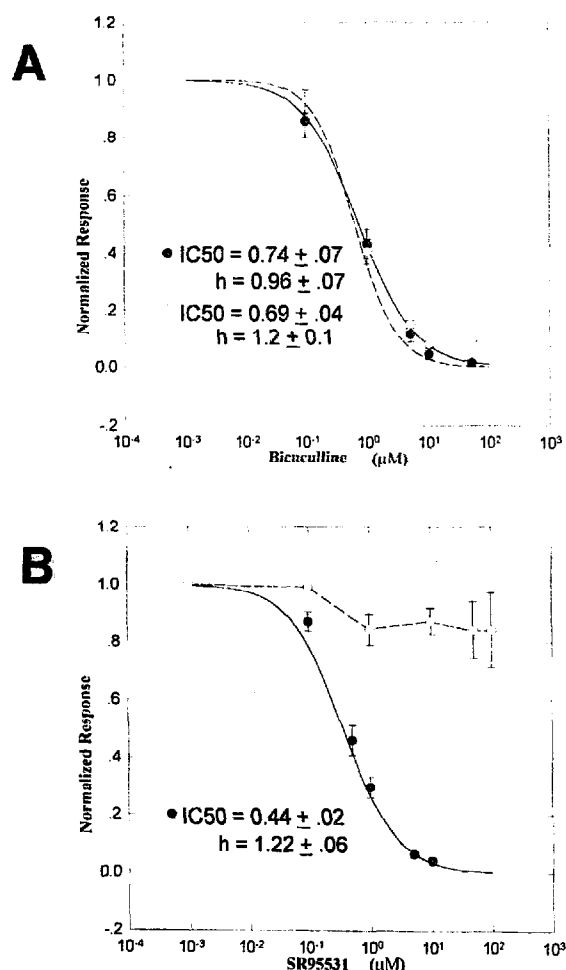 A
1.2
1.0
.8
.6
.4
.2
0.0
-.2
Normalized Response
IC50 = 0.74 ± .07
h = 0.96 ± .07
IC50 = 0.69 ± .04
h = 1.2 ± 0.1
10-4 10-3 10-2 10-1 100 101 102 103
Bicuculline (µM)
B
1.2
1.0
.8
.6
.4
.2
0.0
-.2
Normalized Response
IC50 = 0.44 ± .02
h = 1.22 ± .06
10-4 10-3 10-2 10-1 100 101 102 103
SR95531 (µM)